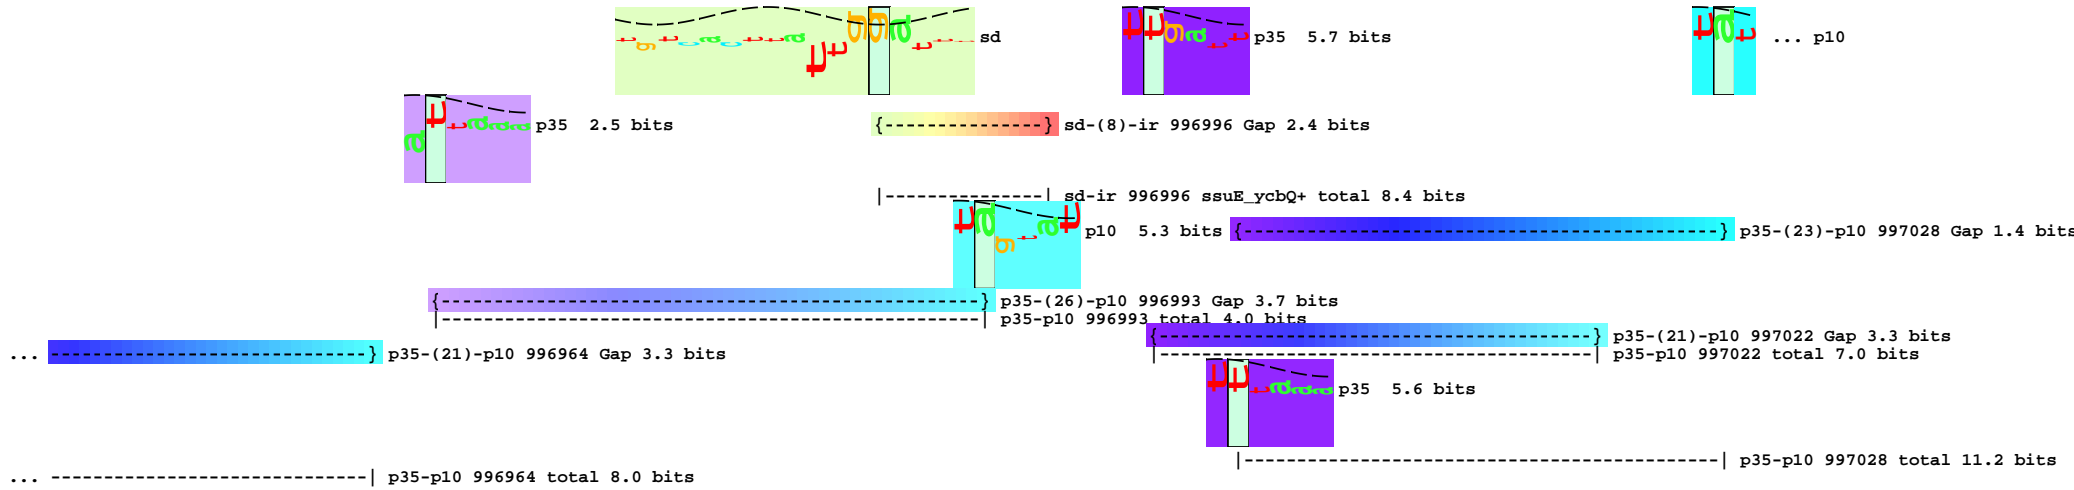 sd
p35 5.7 bits
... p10
p35 2.5 bits
{----------------} sd-(8)-ir 996996 Gap 2.4 bits
|----------------| sd-ir 996996 ssuE_ycbQ+ total 8.4 bits
p10 5.3 bits
{----------------------------------------------} p35-(23)-p10 997028 Gap 1.4 bits
{----------------------------------------------------} p35-(26)-p10 996993 Gap 3.7 bits
|----------------------------------------------------| p35-p10 996993 total 4.0 bits
{------------------------------------------} p35-(21)-p10 997022 Gap 3.3 bits
... ------------------------------} p35-(21)-p10 996964 Gap 3.3 bits
|------------------------------------------| p35-p10 997022 total 7.0 bits
p35 5.6 bits
|----------------------------------------------| p35-p10 997028 total 11.2 bits
... ------------------------------| p35-p10 996964 total 8.0 bits